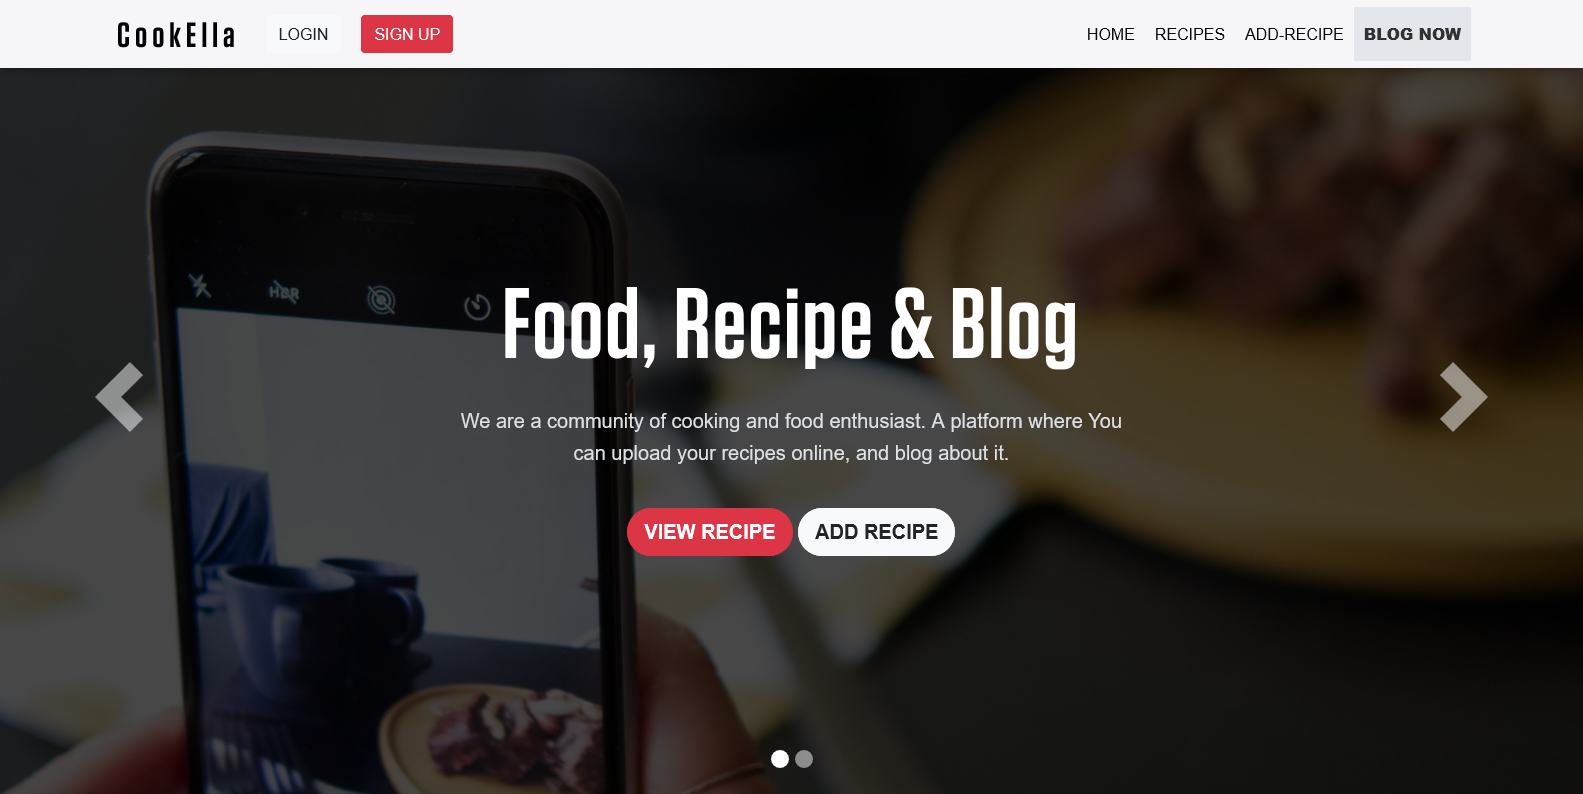 CookElla LOGIN SIGN UP HOME RECIPES ADD-RECIPE BLOG NOW
HDR
Food, Recipe & Blog
We are a community of cooking and food enthusiast. A platform where You
can upload your recipes online, and blog about it.
VIEW RECIPE ADD RECIPE